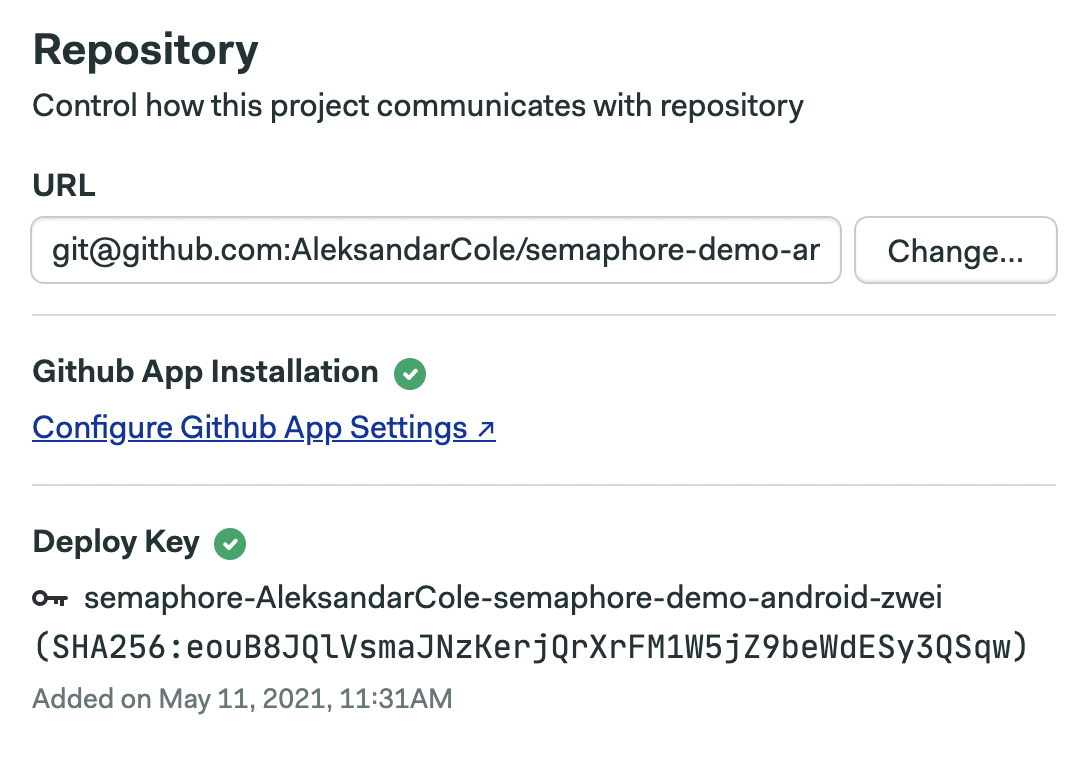 Repository
Control how this project communicates with repository
URL
git@github.com:AleksandarCole/semaphore-demo-ar
Change...
Github App Installation
Configure Github App Settings ↗
Deploy Key
semaphore-AleksandarCole-semaphore-demo-android-zwei
(SHA256:eouB8JQlVsmaJNzKerjQrXrFM1W5jZ9beWdESy3QSqw)
Added on May 11, 2021, 11:31AM